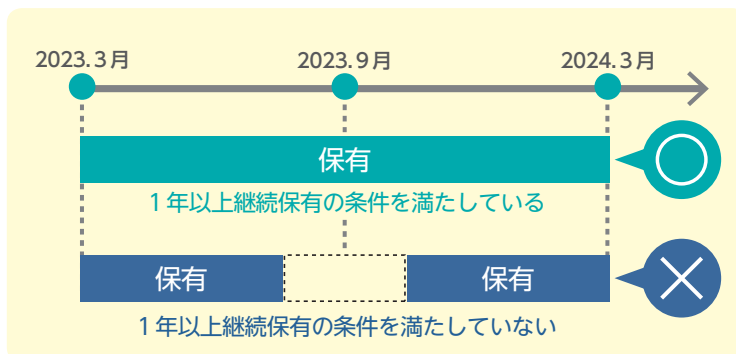 2023.3月 2023.9月 2024.3月
保有
1年以上継続保有の条件を満たしている
保有 保有
1年以上継続保有の条件を満たしていない